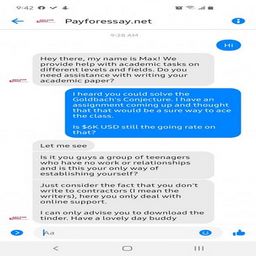 9:42
Payforessay.net
9:28 AM
Hi
Hey there, my name is Max! We
provide help with academic tasks on
different levels and fields. Do you
need assistance with writing your
academic paper?
I heard you could solve the
Goldbach's Conjecture. I have an
assignment coming up and thought
that that would be a sure way to ace
the class.
Is $6K USD still the going rate on
that?
Let me see
Is it you guys a group of teenagers
who have no work or relationships
and is this your only way of
establishing yourself?
Just consider the fact that you don't
write to contractors (I mean the
writers), here you only deal with
online support.
I can only advise you to download the
tinder. Have a lovely day buddy
Aa